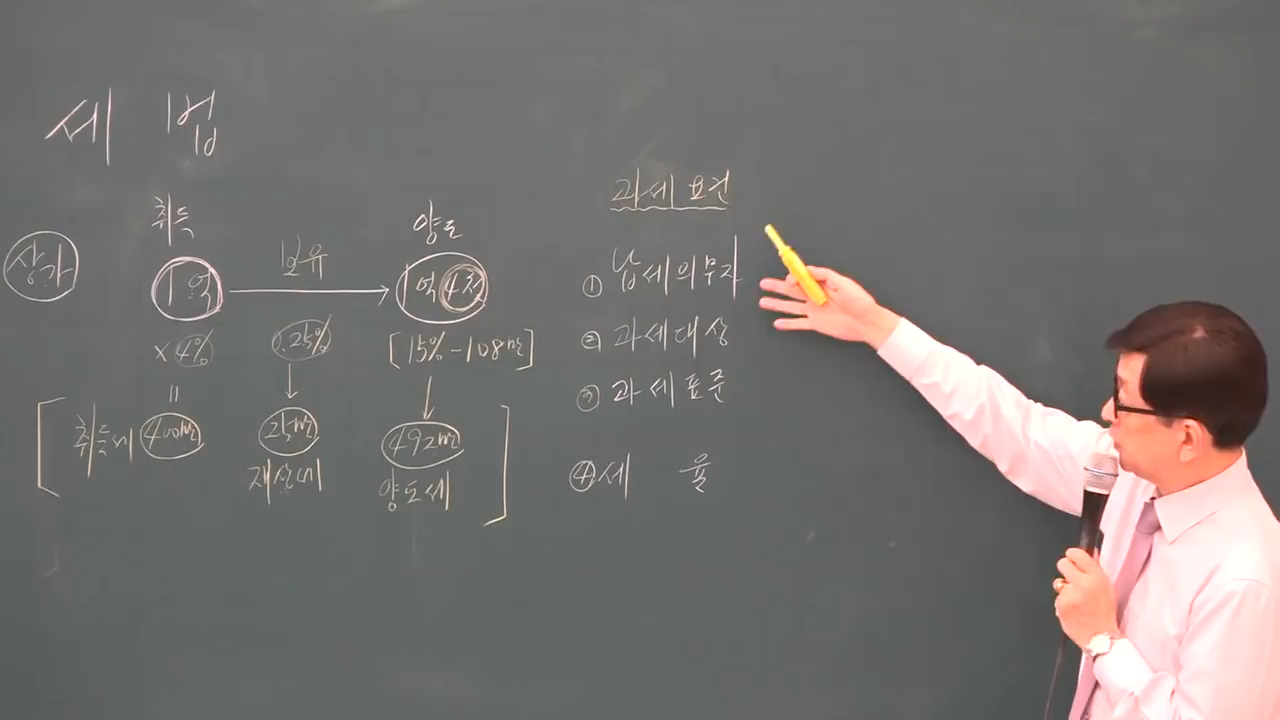 세 법
상가
취득
1억
보유
양도
1억 4천
×4%
0.25%
[15%-108만]
=
취득세 400만
25만
재산세
492만
양도세
과세요건
① 납세의무자
② 과세대상
③ 과세표준
④ 세 율